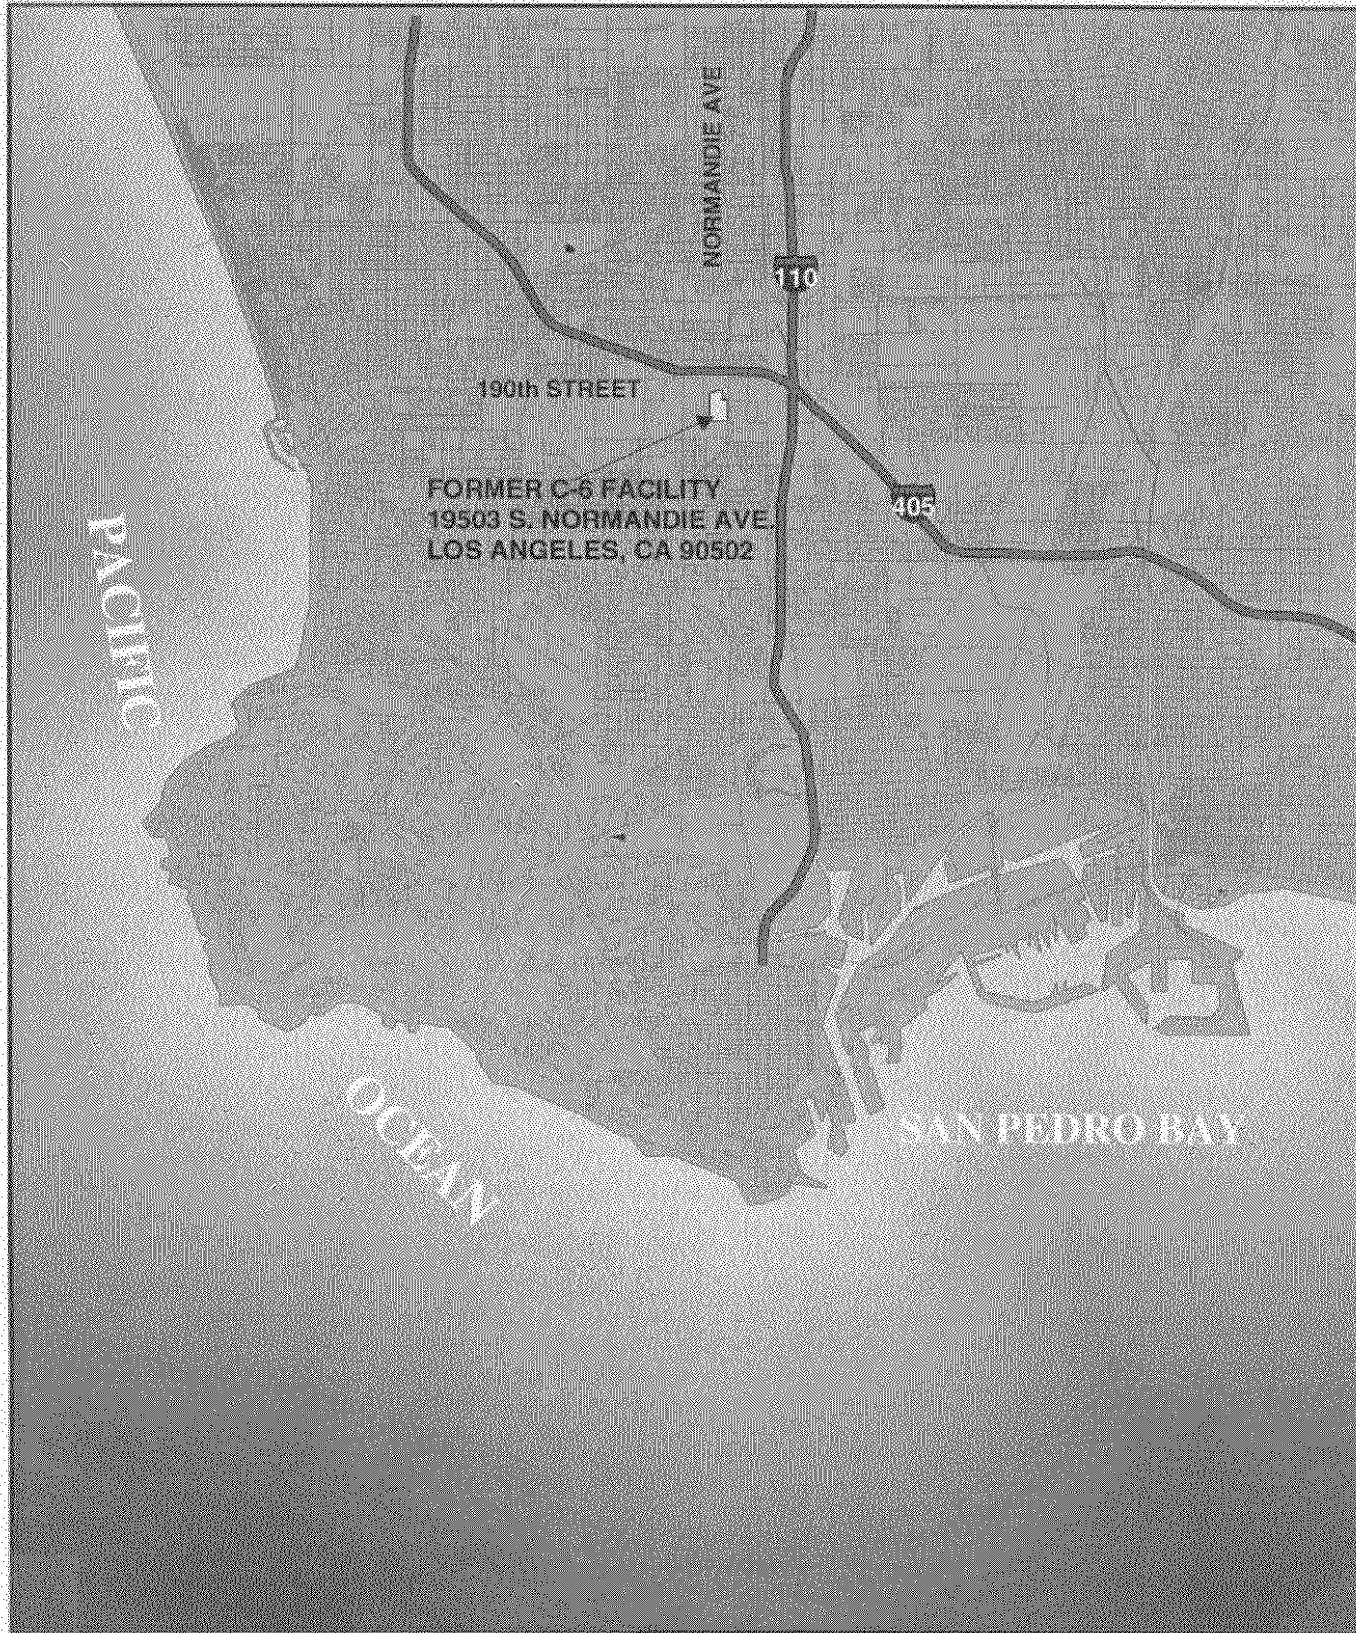 NORMANDIE AVE
110
190th STREET
FORMER C-6 FACILITY
19503 S. NORMANDIE AVE.
LOS ANGELES, CA 90502
405
PACIFIC
OCEAN
SAN PEDRO BAY